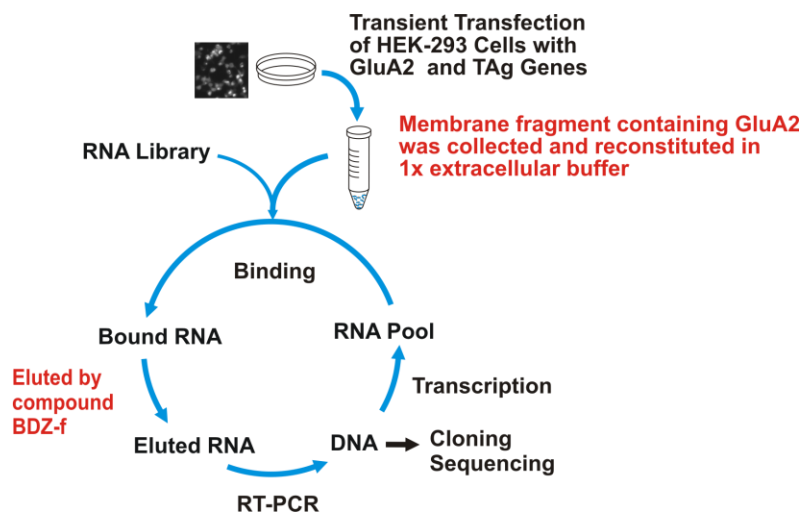 Transient Transfection
of HEK-293 Cells with
GluA2 and TAg Genes
Membrane fragment containing GluA2
was collected and reconstituted in
1x extracellular buffer
RNA Library
Binding
Bound RNA
RNA Pool
Eluted by
compound
BDZ-f
Transcription
Eluted RNA
DNA
Cloning
Sequencing
RT-PCR